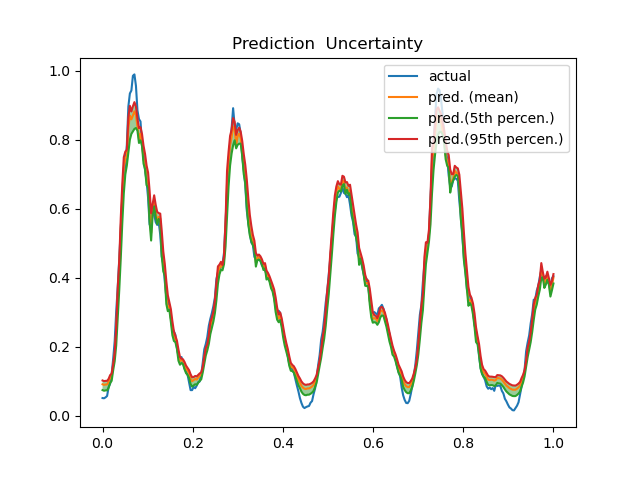 Prediction  Uncertainty
actual
pred. (mean)
pred.(5th percen.)
pred.(95th percen.)
1.0
0.8
0.6
0.4
0.2
0.0
0.0 0.2 0.4 0.6 0.8 1.0